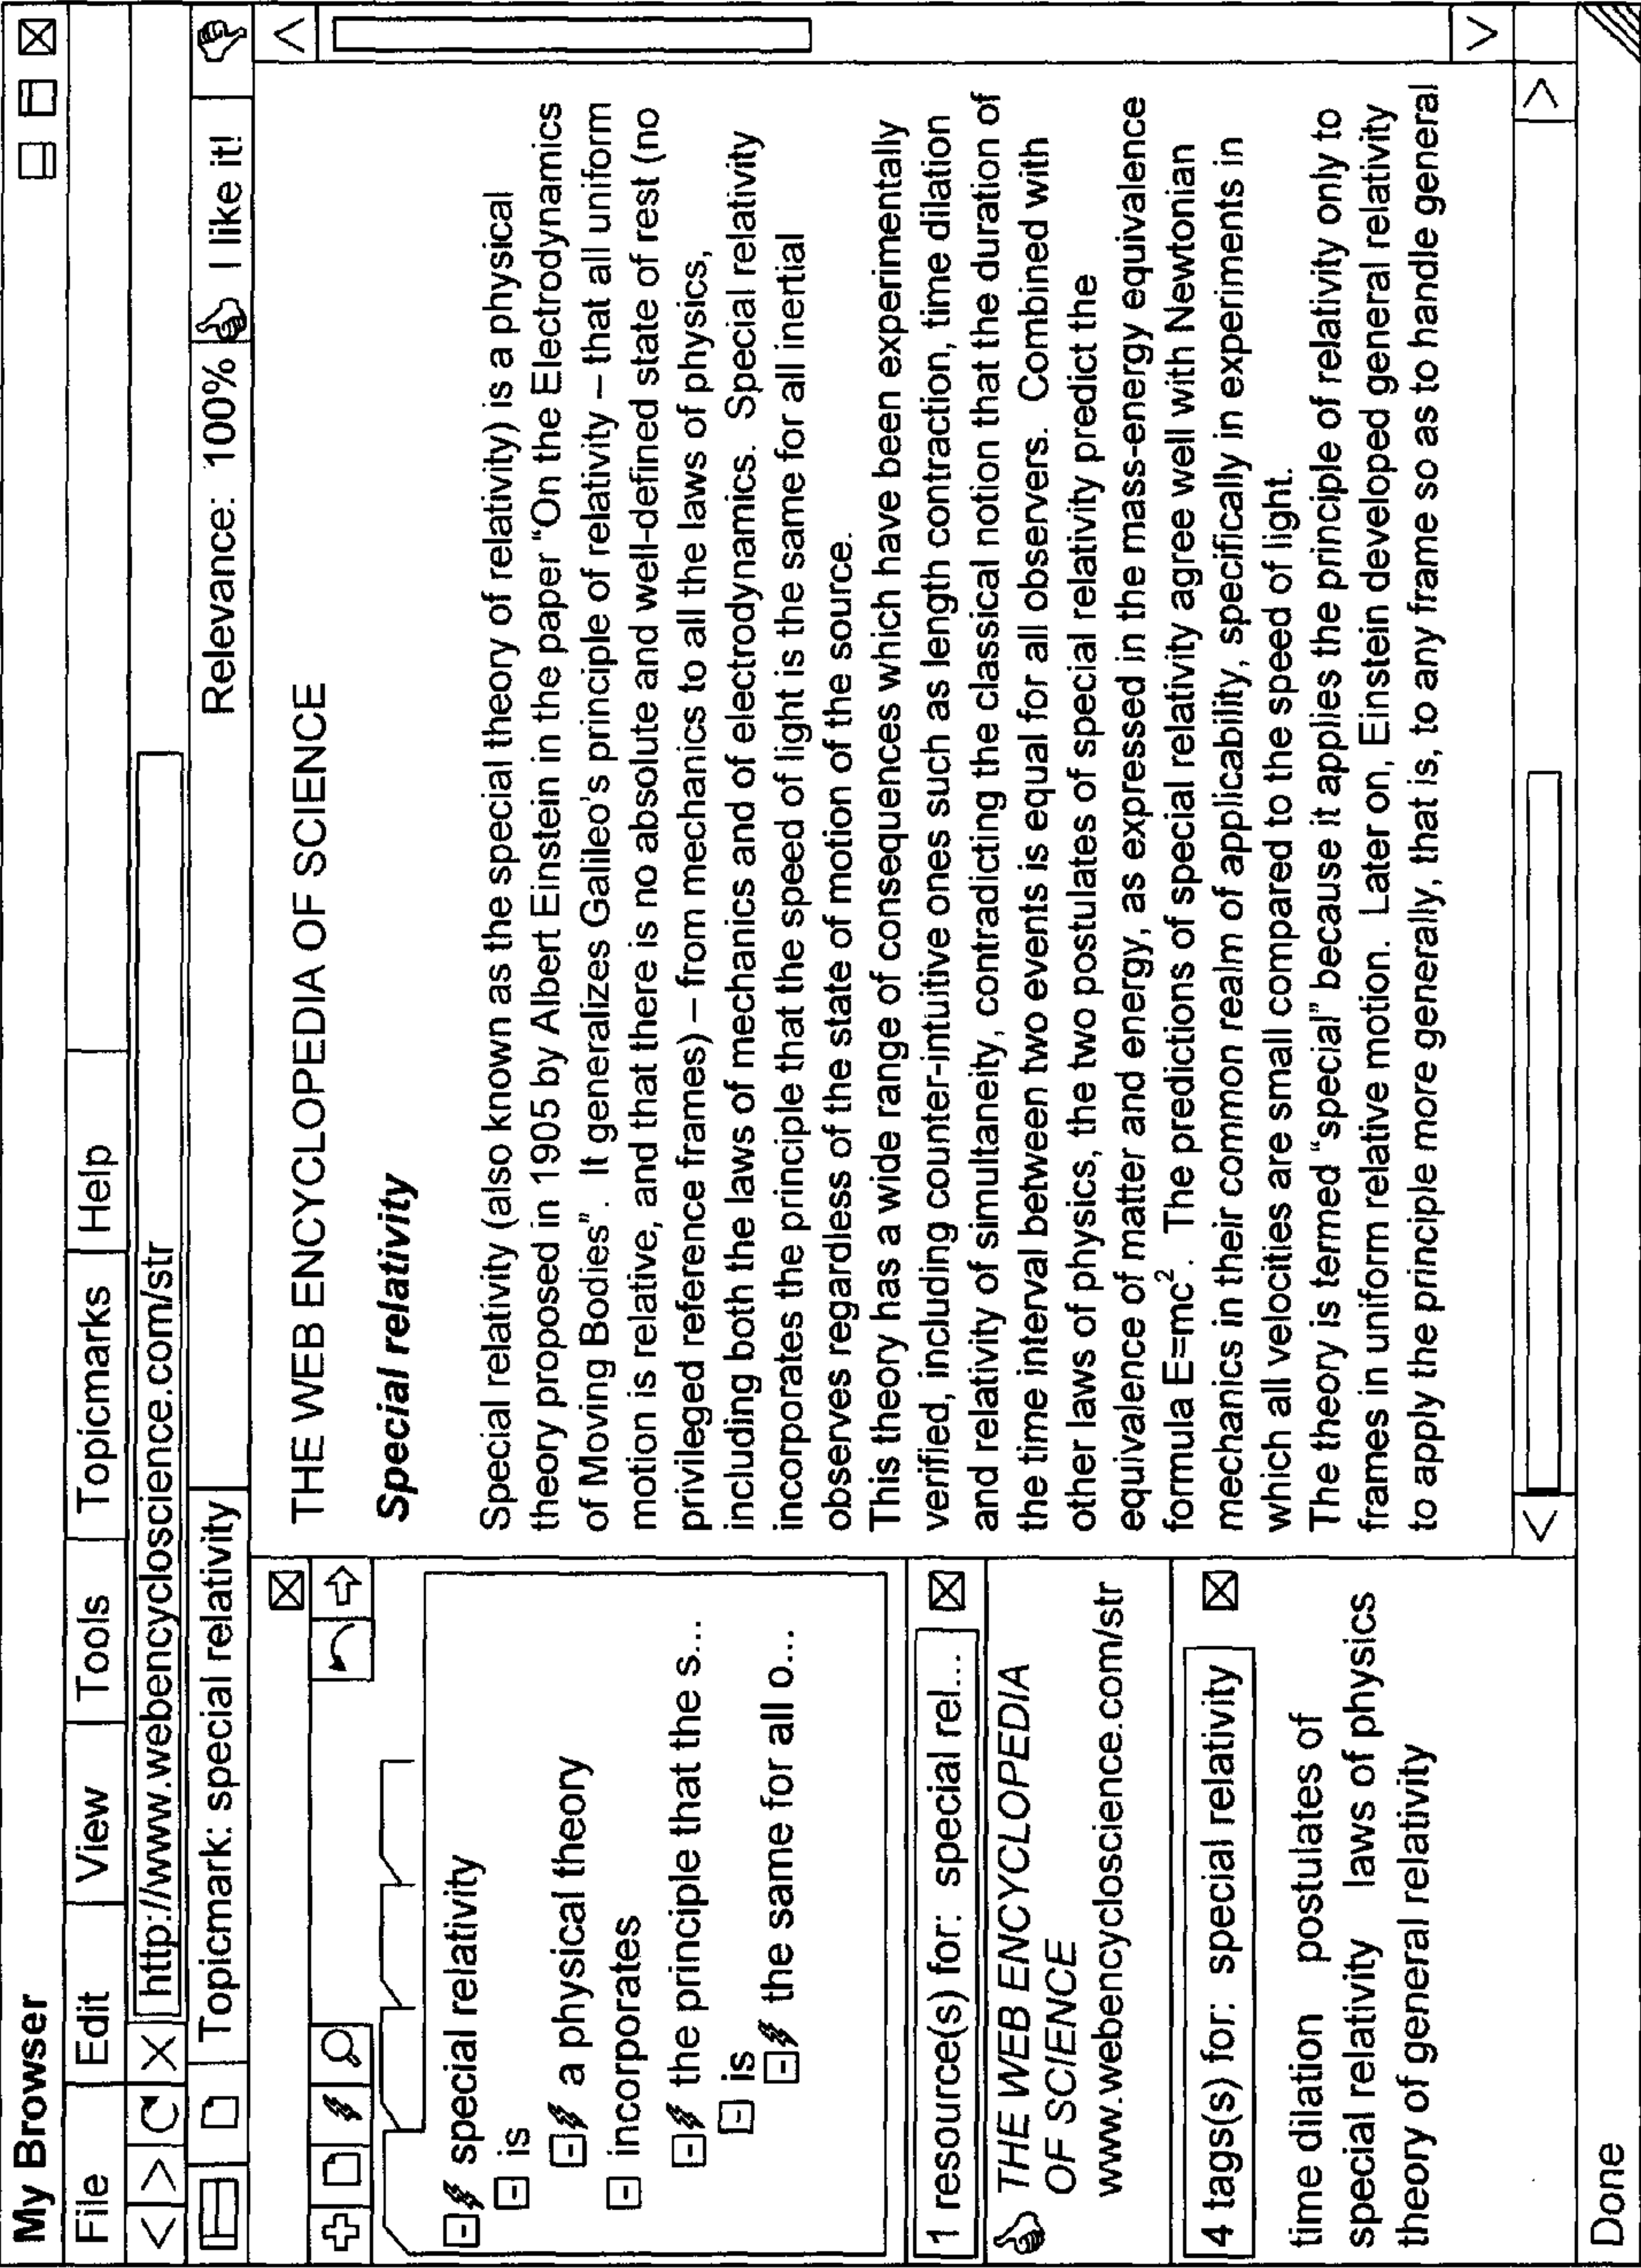 My Browser
File Edit View Tools Topicmarks Help
http://www.webencycloscience.com/str
Topicmark: special relativity Relevance: 100% I like it!
special relativity
is
a physical theory
incorporates
the principle that the s...
is
the same for all o...
1 resource(s) for: special rel...
THE WEB ENCYCLOPEDIA
OF SCIENCE
www.webencycloscience.com/str
4 tags(s) for: special relativity
time dilation postulates of
special relativity laws of physics
theory of general relativity
THE WEB ENCYCLOPEDIA OF SCIENCE
Special relativity
Special relativity (also known as the special theory of relativity) is a physical
theory proposed in 1905 by Albert Einstein in the paper "On the Electrodynamics
of Moving Bodies". It generalizes Galileo's principle of relativity – that all uniform
motion is relative, and that there is no absolute and well-defined state of rest (no
privileged reference frames) – from mechanics to all the laws of physics,
including both the laws of mechanics and of electrodynamics. Special relativity
incorporates the principle that the speed of light is the same for all inertial
observes regardless of the state of motion of the source.
This theory has a wide range of consequences which have been experimentally
verified, including counter-intuitive ones such as length contraction, time dilation
and relativity of simultaneity, contradicting the classical notion that the duration of
the time interval between two events is equal for all observers. Combined with
other laws of physics, the two postulates of special relativity predict the
equivalence of matter and energy, as expressed in the mass-energy equivalence
formula E=mc². The predictions of special relativity agree well with Newtonian
mechanics in their common realm of applicability, specifically in experiments in
which all velocities are small compared to the speed of light.
The theory is termed "special" because it applies the principle of relativity only to
frames in uniform relative motion. Later on, Einstein developed general relativity
to apply the principle more generally, that is, to any frame so as to handle general
Done